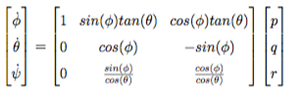 [φ̇ θ̇ ψ̇] = [1 sin(φ)tan(θ) cos(φ)tan(θ)] [p]
[0 cos(φ) −sin(φ)] [q]
[0 sin(φ)/cos(θ) cos(φ)/cos(θ)] [r]